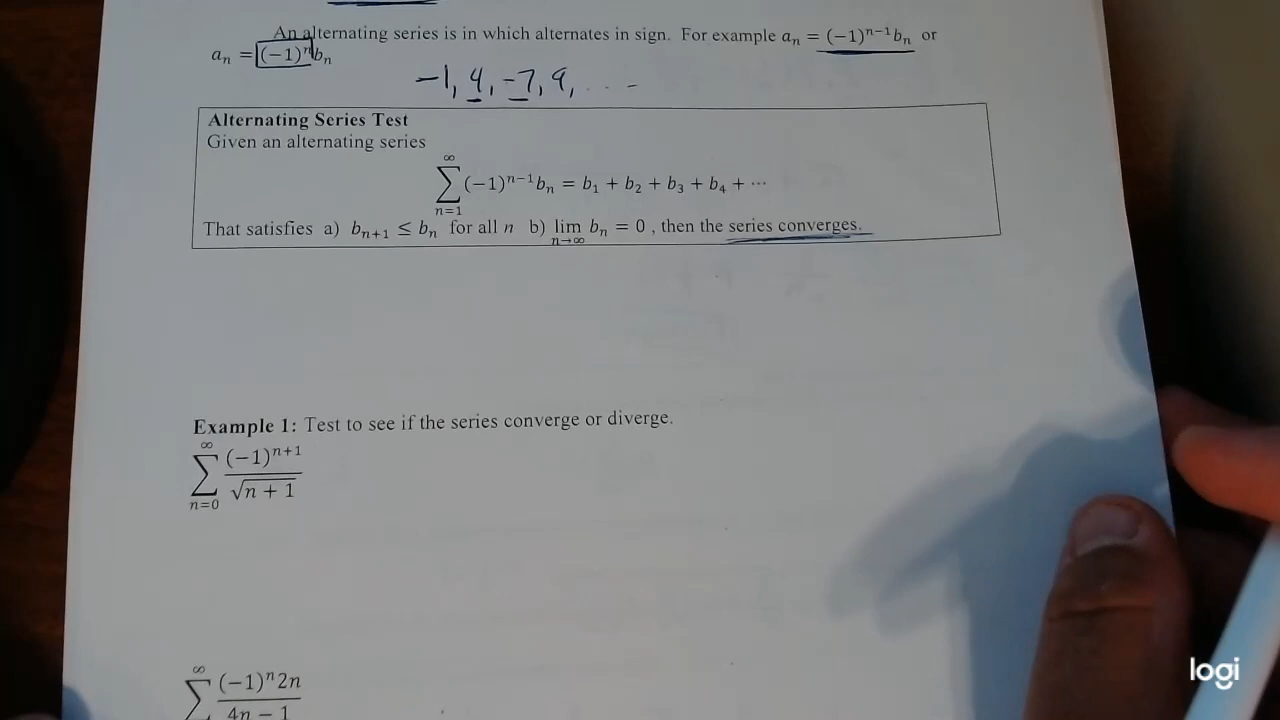 An alternating series is in which alternates in sign. For example aₙ = (−1)ⁿ⁻¹bₙ or
aₙ = (−1)ⁿbₙ
−1, 4, −7, 9, . . –
Alternating Series Test
Given an alternating series
∑_{n=1}^{∞} (−1)ⁿ⁻¹bₙ = b₁ + b₂ + b₃ + b₄ + ⋯
That satisfies a) bₙ₊₁ ≤ bₙ for all n b) lim_{n→∞} bₙ = 0 , then the series converges.
Example 1: Test to see if the series converge or diverge.
∑_{n=0}^{∞} (−1)ⁿ⁺¹ / √(n + 1)
∑^{∞} (−1)ⁿ2n / (4n − 1)
logi